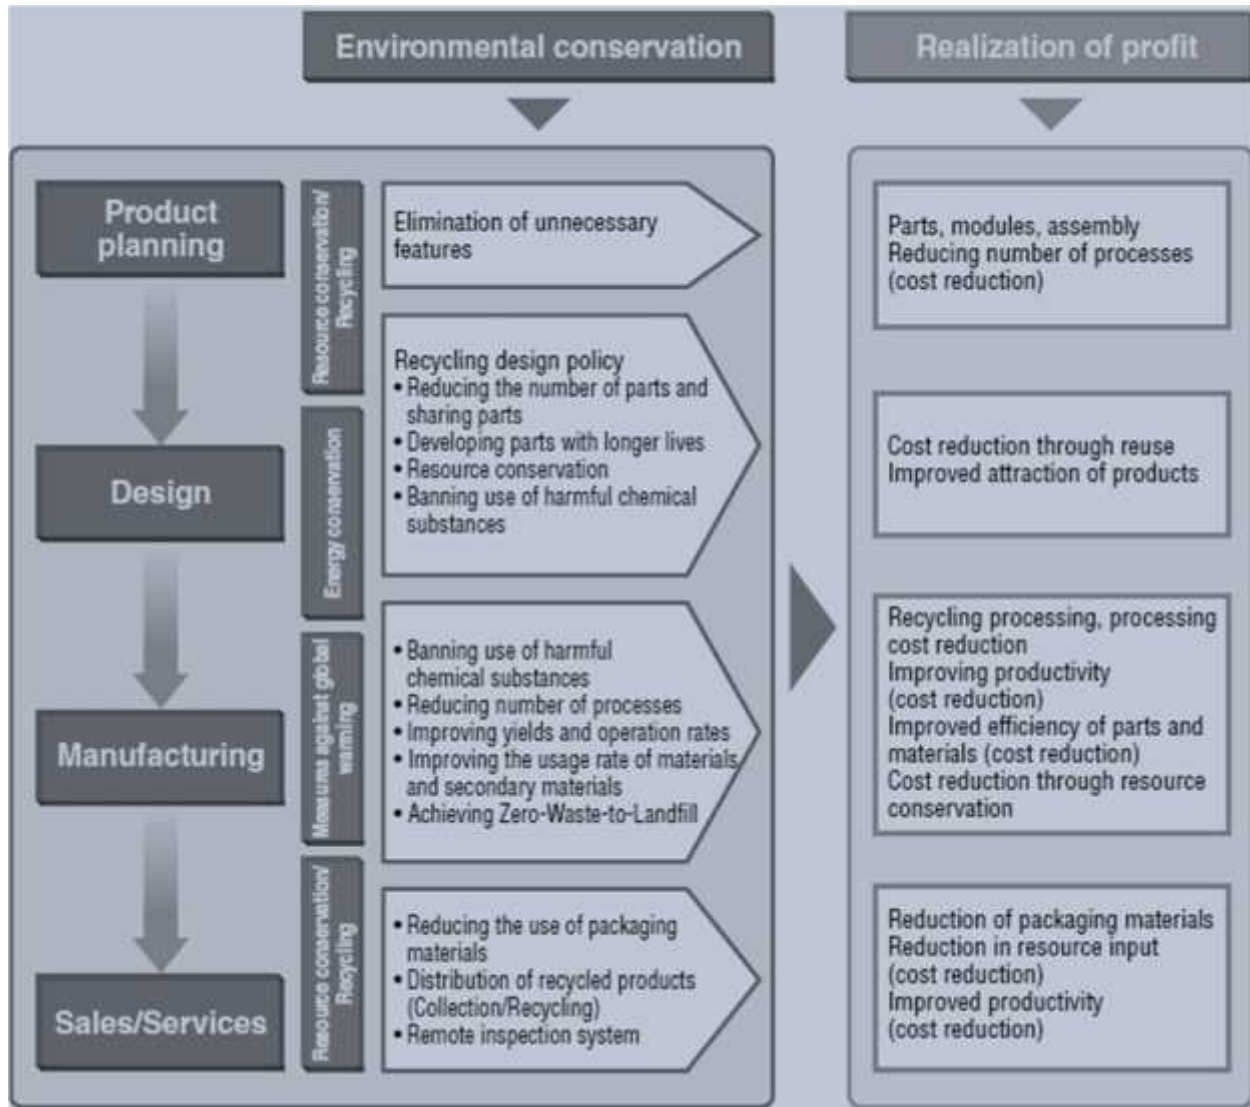 Environmental conservation
Realization of profit
Product
planning
Design
Manufacturing
Sales/Services
Resource conservation/
Recycling
Energy conservation
Measures against global
warming
Resource conservation/
Recycling
Elimination of unnecessary
features
Recycling design policy
• Reducing the number of parts and
sharing parts
• Developing parts with longer lives
• Resource conservation
• Banning use of harmful chemical
substances
• Banning use of harmful
chemical substances
• Reducing number of processes
• Improving yields and operation rates
• Improving the usage rate of materials
and secondary materials
• Achieving Zero-Waste-to-Landfill
• Reducing the use of packaging
materials
• Distribution of recycled products
(Collection/Recycling)
• Remote inspection system
Parts, modules, assembly
Reducing number of processes
(cost reduction)
Cost reduction through reuse
Improved attraction of products
Recycling processing, processing
cost reduction
Improving productivity
(cost reduction)
Improved efficiency of parts and
materials (cost reduction)
Cost reduction through resource
conservation
Reduction of packaging materials
Reduction in resource input
(cost reduction)
Improved productivity
(cost reduction)